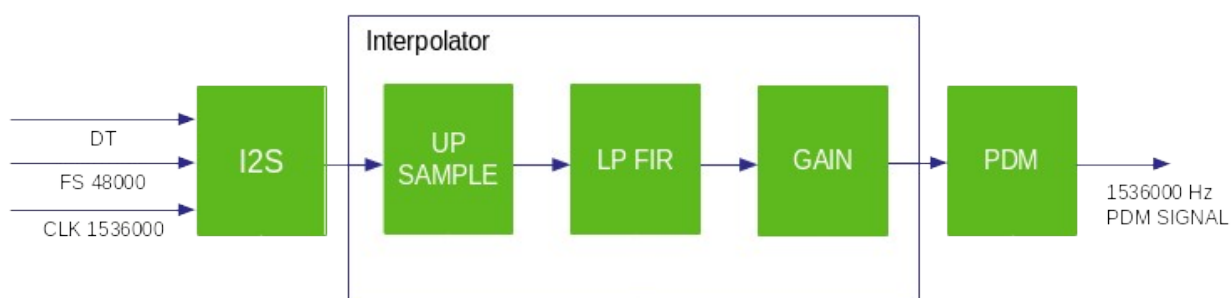 Interpolator
DT
FS 48000
CLK 1536000
I2S
UP
SAMPLE
LP FIR
GAIN
PDM
1536000 Hz
PDM SIGNAL